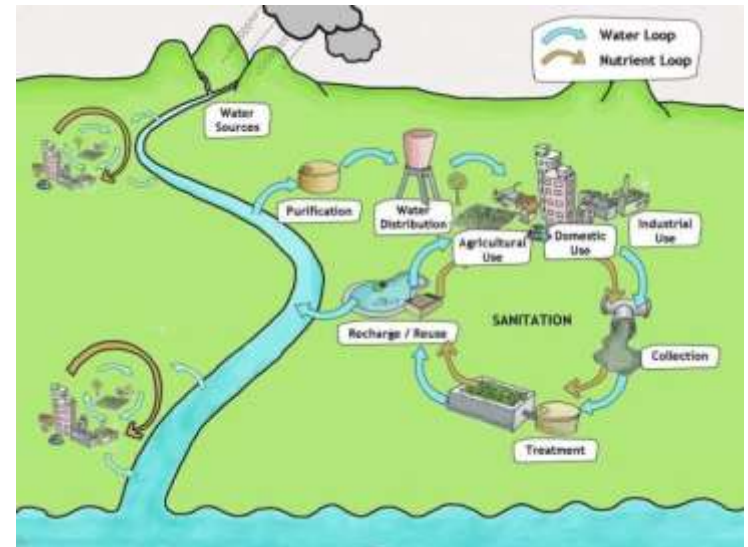 Water Loop
Nutrient Loop
Water
Sources
Purification
Water
Distribution
Agricultural
Use
Domestic
Use
Industrial
Use
Recharge / Reuse
SANITATION
Collection
Treatment